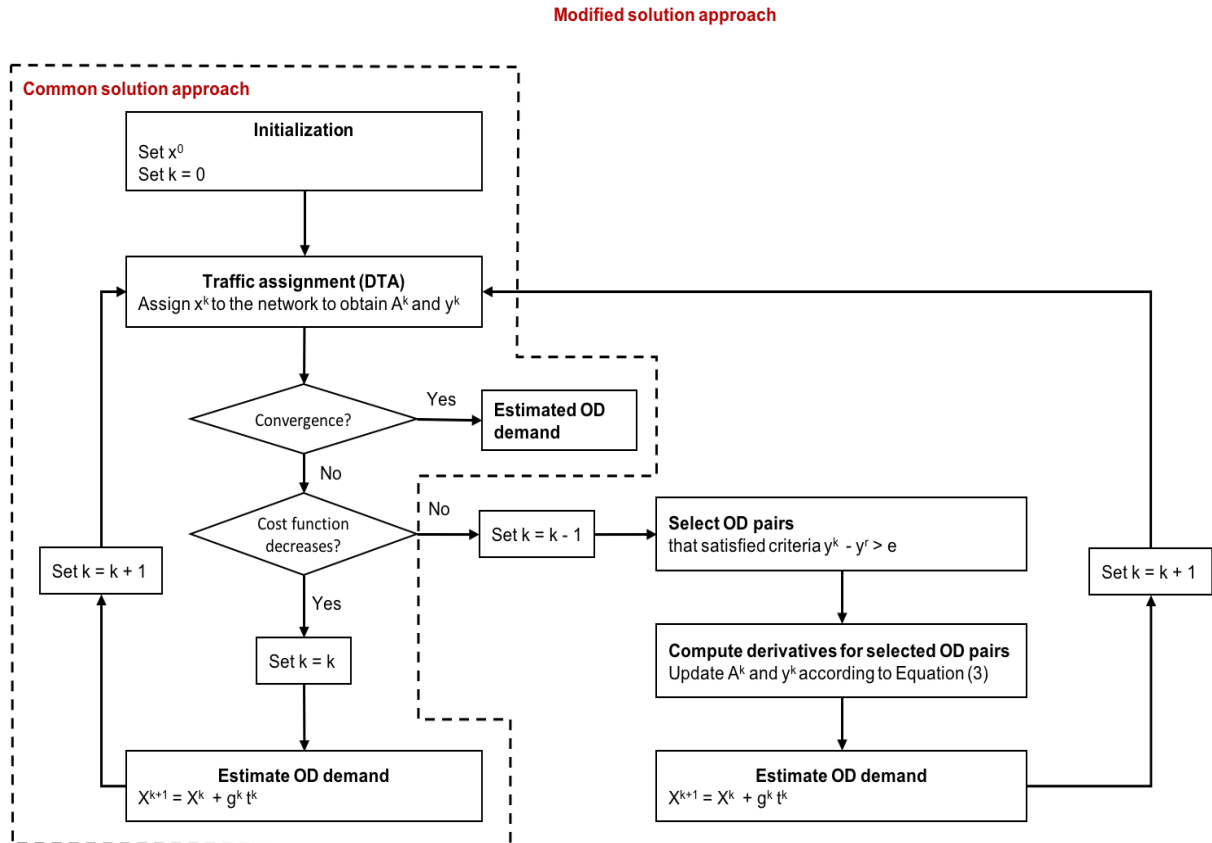 Modified solution approach
Common solution approach
Initialization
Set x⁰
Set k = 0
Traffic assignment (DTA)
Assign xᵏ to the network to obtain Aᵏ and yᵏ
Convergence?
Yes
Estimated OD
demand
No
Cost function
decreases?
No
Set k = k - 1
Select OD pairs
that satisfied criteria yᵏ - yʳ > e
Set k = k + 1
Set k = k + 1
Yes
Set k = k
Compute derivatives for selected OD pairs
Update Aᵏ and yᵏ according to Equation (3)
Estimate OD demand
Xᵏ⁺¹ = Xᵏ + gᵏ tᵏ
Estimate OD demand
Xᵏ⁺¹ = Xᵏ + gᵏ tᵏ